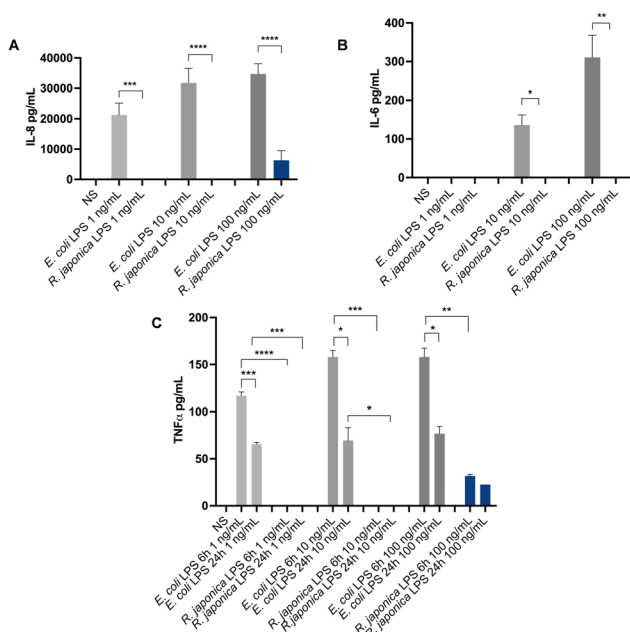 A
IL-8 pg/mL
40000
30000
20000
10000
0
***
****
****
NS
E. coli LPS 1 ng/mL
R. japonica LPS 1 ng/mL
E. coli LPS 10 ng/mL
R. japonica LPS 10 ng/mL
E. coli LPS 100 ng/mL
R. japonica LPS 100 ng/mL
B
IL-6 pg/mL
400
300
200
100
0
*
**
NS
E. coli LPS 1 ng/mL
R. japonica LPS 1 ng/mL
E. coli LPS 10 ng/mL
R. japonica LPS 10 ng/mL
E. coli LPS 100 ng/mL
R. japonica LPS 100 ng/mL
C
TNFα pg/mL
200
150
100
50
0
***
****
***
***
*
*
**
*
NS
E. coli LPS 6h 1 ng/mL
E. coli LPS 24h 1 ng/mL
R. japonica LPS 6h 1 ng/mL
R. japonica LPS 24h 1 ng/mL
E. coli LPS 6h 10 ng/mL
E. coli LPS 24h 10 ng/mL
R. japonica LPS 6h 10 ng/mL
R.japonica LPS 24h 10 ng/mL
E. coli LPS 6h 100 ng/mL
E. coli LPS 24h 100 ng/mL
R. japonica LPS 6h 100 ng/mL
R. japonica LPS 24h 100 ng/mL